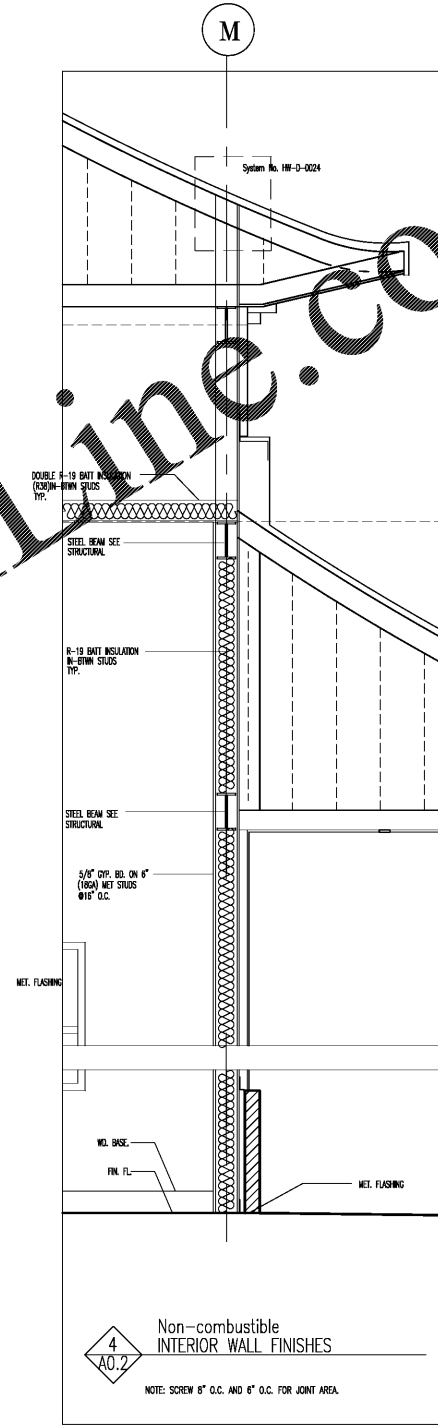 M
System No. HW-D-0024
DOUBLE R-19 BATT INSULATION
(R38)IN-BTWN STUDS
TYP.
STEEL BEAM SEE
STRUCTURAL
R-19 BATT INSULATION
IN-BTWN STUDS
TYP.
STEEL BEAM SEE
STRUCTURAL
5/8" GYP. BD. ON 6"
(18GA) MET STUDS
@16" O.C.
MET. FLASHING
WD. BASE.
FIN. FL.
MET. FLASHING
4
A0.2
Non-combustible
INTERIOR WALL FINISHES
NOTE: SCREW 8" O.C. AND 6" O.C. FOR JOINT AREA.
Line.co